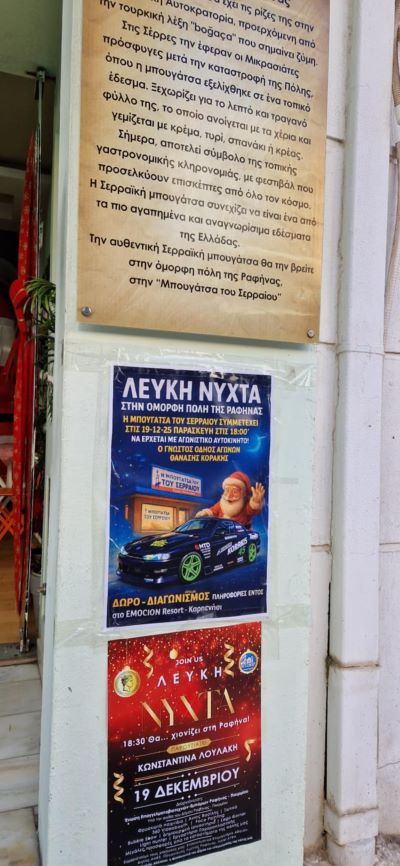 έχει τις ρίζες της στην
Αυτοκρατορία, προερχόμενη από
την τουρκική λέξη "boğaça" που σημαίνει ζύμη.
Στις Σέρρες την έφεραν οι Μικρασιάτες
πρόσφυγες μετά την καταστροφή της Πόλης,
όπου η μπουγάτσα εξελίχθηκε σε ένα τοπικό
έδεσμα. Ξεχωρίζει για το λεπτό και τραγανό
φύλλο της, το οποίο ανοίγεται με τα χέρια και
γεμίζεται με κρέμα, τυρί, σπανάκι ή κρέας.
Σήμερα, αποτελεί σύμβολο της τοπικής
γαστρονομικής κληρονομιάς, με φεστιβάλ που
προσελκύουν επισκέπτες από όλο τον κόσμο.
Η Σερραϊκή μπουγάτσα συνεχίζει να είναι ένα από
τα πιο αγαπημένα και αναγνωρίσιμα εδέσματα
της Ελλάδας.
Την αυθεντική Σερραϊκή μπουγάτσα θα την βρείτε
στην όμορφη πόλη της Ραφήνας,
στην "Μπουγάτσα του Σερραίου"
ΛΕΥΚΗ ΝΥΧΤΑ
ΣΤΗΝ ΟΜΟΡΦΗ ΠΟΛΗ ΤΗΣ ΡΑΦΗΝΑΣ
Η ΜΠΟΥΓΑΤΣΑ ΤΟΥ ΣΕΡΡΑΙΟΥ ΣΥΜΜΕΤΕΧΕΙ
ΣΤΙΣ 19-12-25 ΠΑΡΑΣΚΕΥΗ ΣΤΙΣ 18:00'
ΝΑ ΕΡΧΕΤΑΙ ΜΕ ΑΓΩΝΙΣΤΙΚΟ ΑΥΤΟΚΙΝΗΤΟ!
Ο ΓΝΩΣΤΟΣ ΟΔΗΟΣ ΑΓΩΝΩΝ
ΘΑΝΑΣΗΣ ΚΟΡΑΚΗΣ
Η ΜΠΟΥΓΑΤΣΑ ΤΟΥ
ΤΟΥ ΣΕΡΡΑΙΟΥ
ΔΩΡΟ - ΔΙΑΓΩΝΙΣΜΟΣ ΠΛΗΡΟΦΟΡΙΕΣ ΕΝΤΟΣ
στο EMOCION Resort - Καρπενήσι
JOIN US
ΛΕΥΚΗ
ΝΥΧΤΑ
18:30 Θα... χιονίζει στη Ραφήνα!
ΚΩΝΣΤΑΝΤΙΝΑ ΛΟΥΛΑΚΗ
19 ΔΕΚΕΜΒΡΙΟΥ